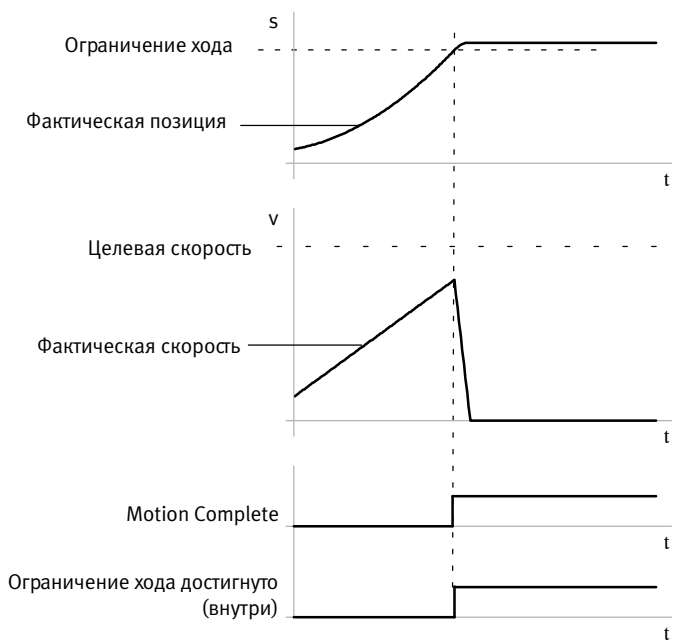 s
Ограничение хода
Фактическая позиция
t
v
Целевая скорость
Фактическая скорость
t
Motion Complete
t
Ограничение хода достигнуто
(внутри)
t